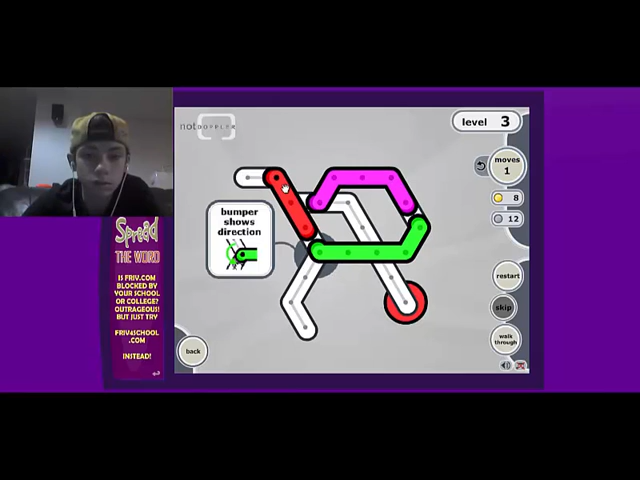 notDOPPLER
level 3
moves
1
8
12
bumper
shows
direction
restart
skip
walk
through
back
Spread
THE WORD
IS FRIV.COM
BLOCKED BY
YOUR SCHOOL
OR COLLEGE?
OUTRAGEOUS!
BUT JUST TRY
FRIV4SCHOOL
.COM
INSTEAD!